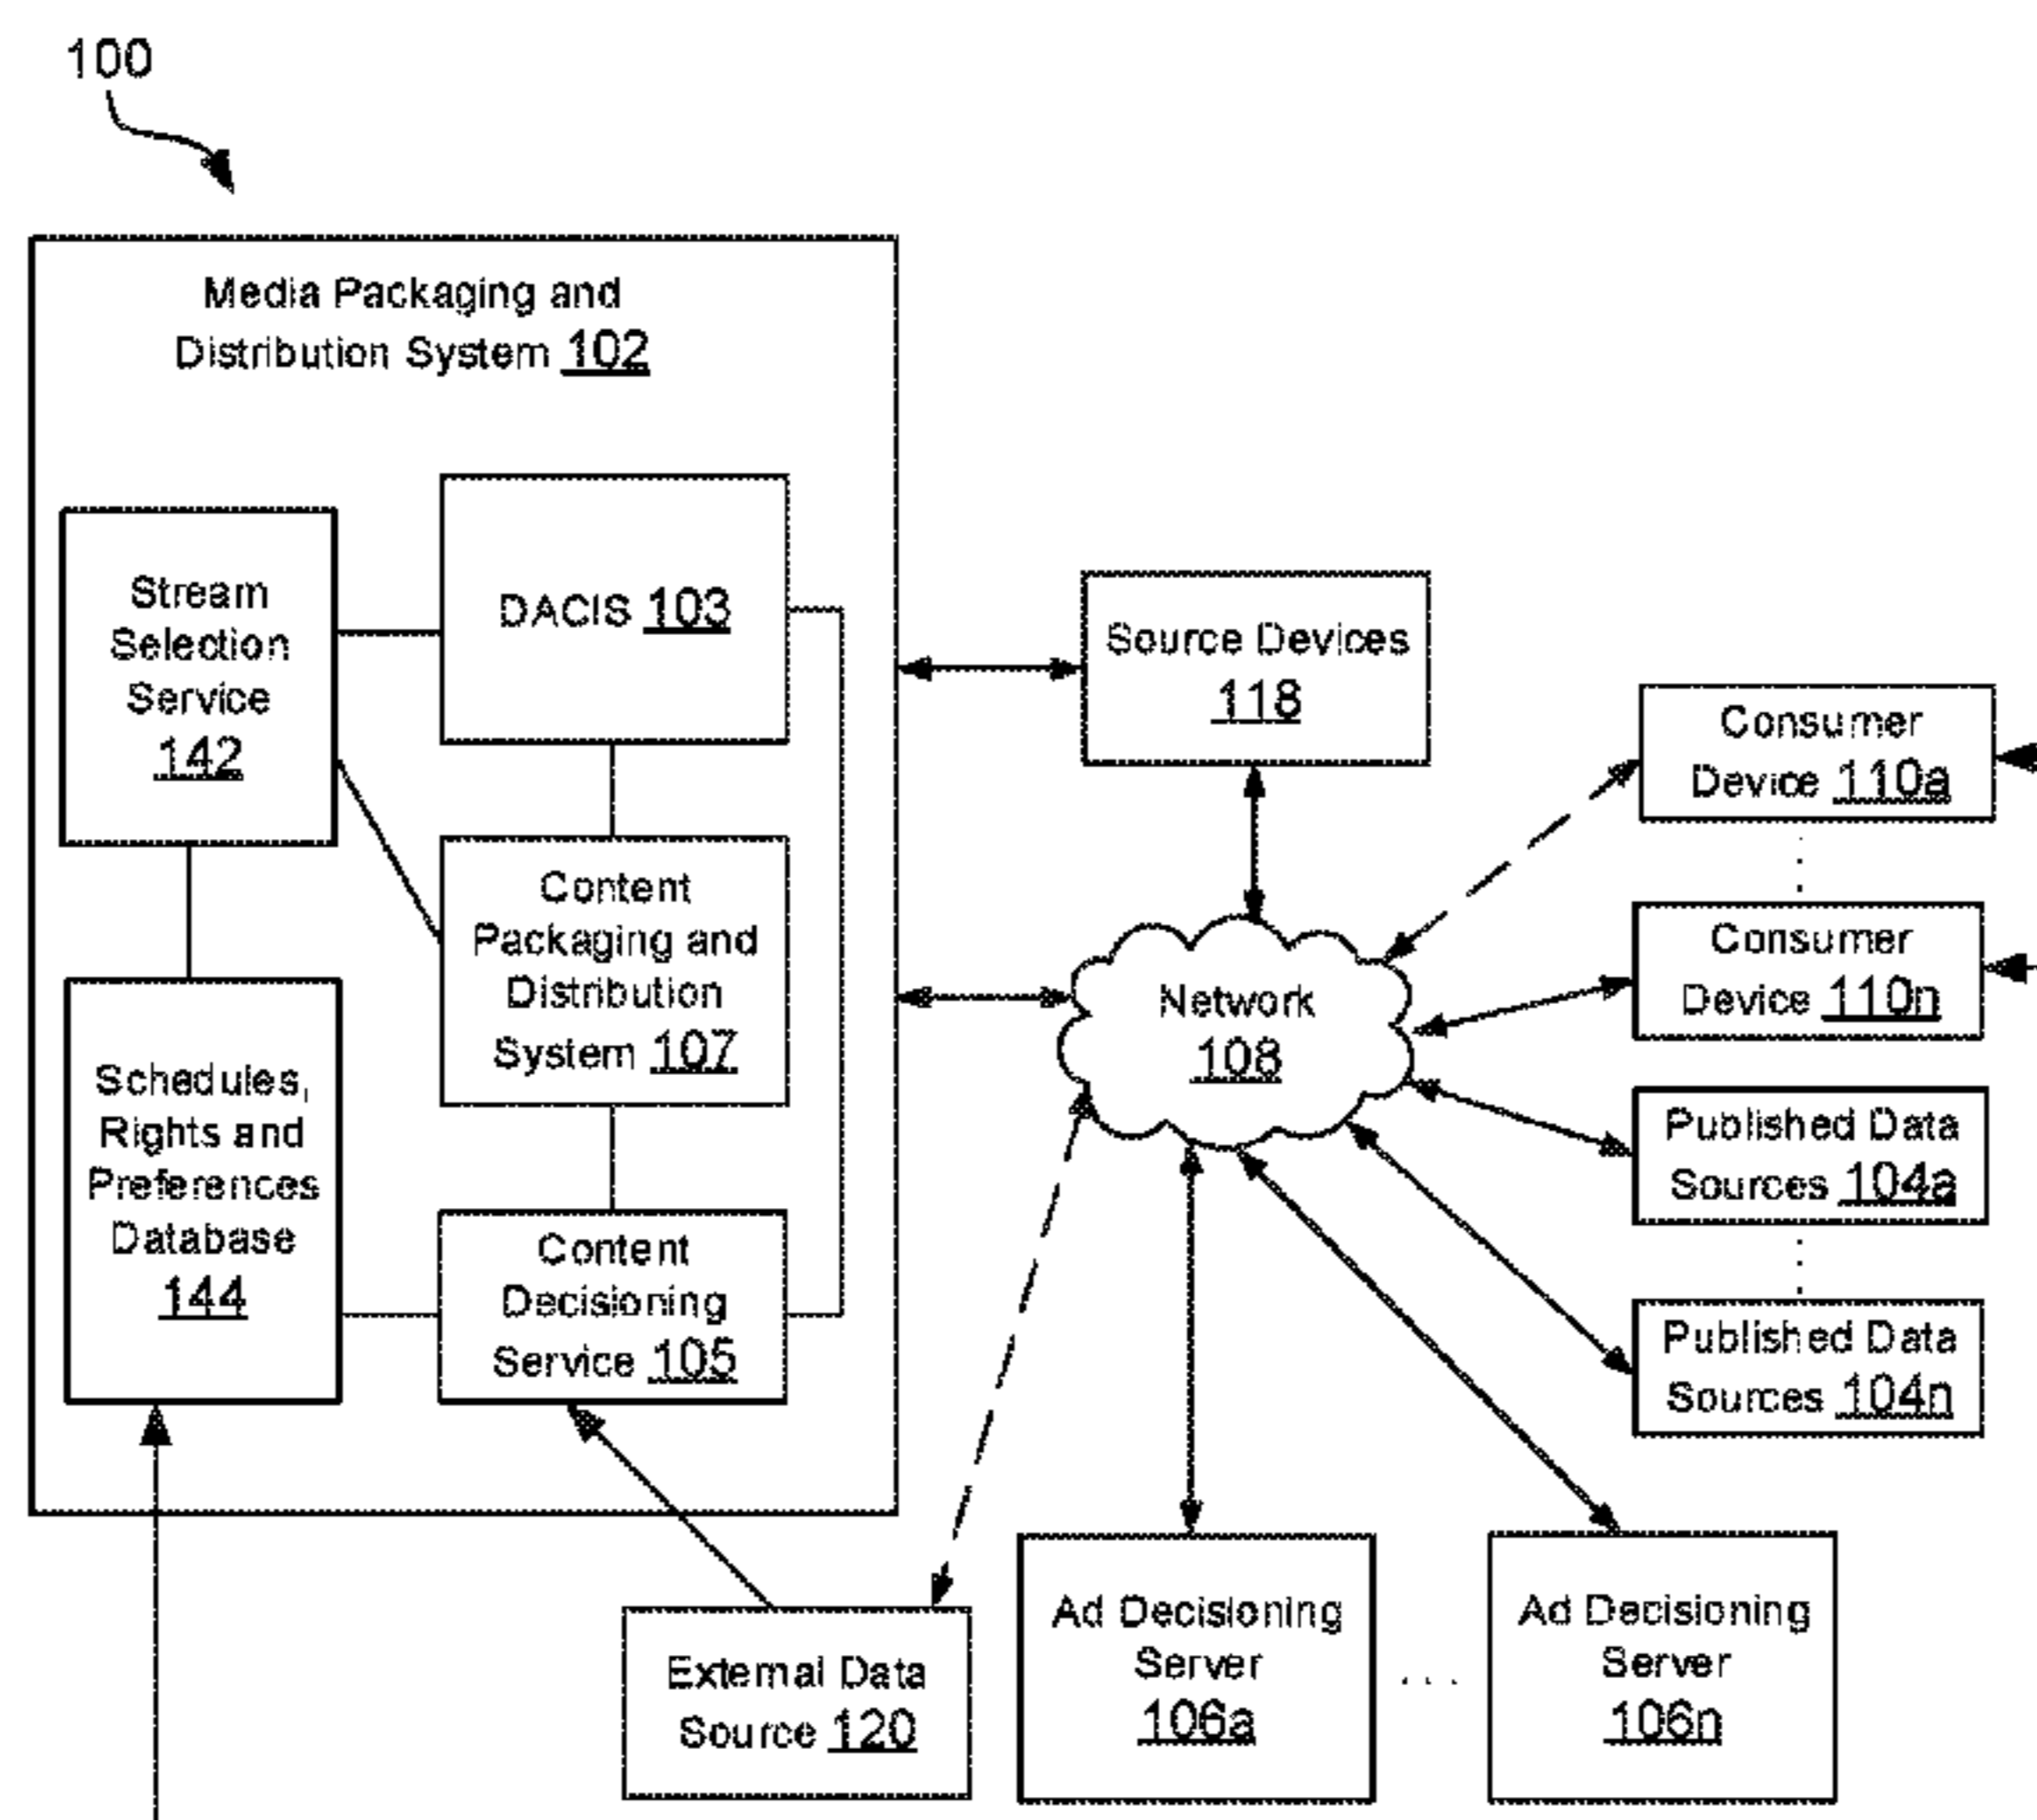 100
Media Packaging and
Distribution System 102
Stream
Selection
Service
142
DACIS 103
Content
Packaging and
Distribution
System 107
Schedules,
Rights and
Preferences
Database
144
Content
Decisioning
Service 105
Source Devices
118
Network
108
Consumer
Device 110a
Consumer
Device 110n
Published Data
Sources 104a
Published Data
Sources 104n
External Data
Source 120
Ad Decisioning
Server
106a
Ad Decisioning
Server
106n